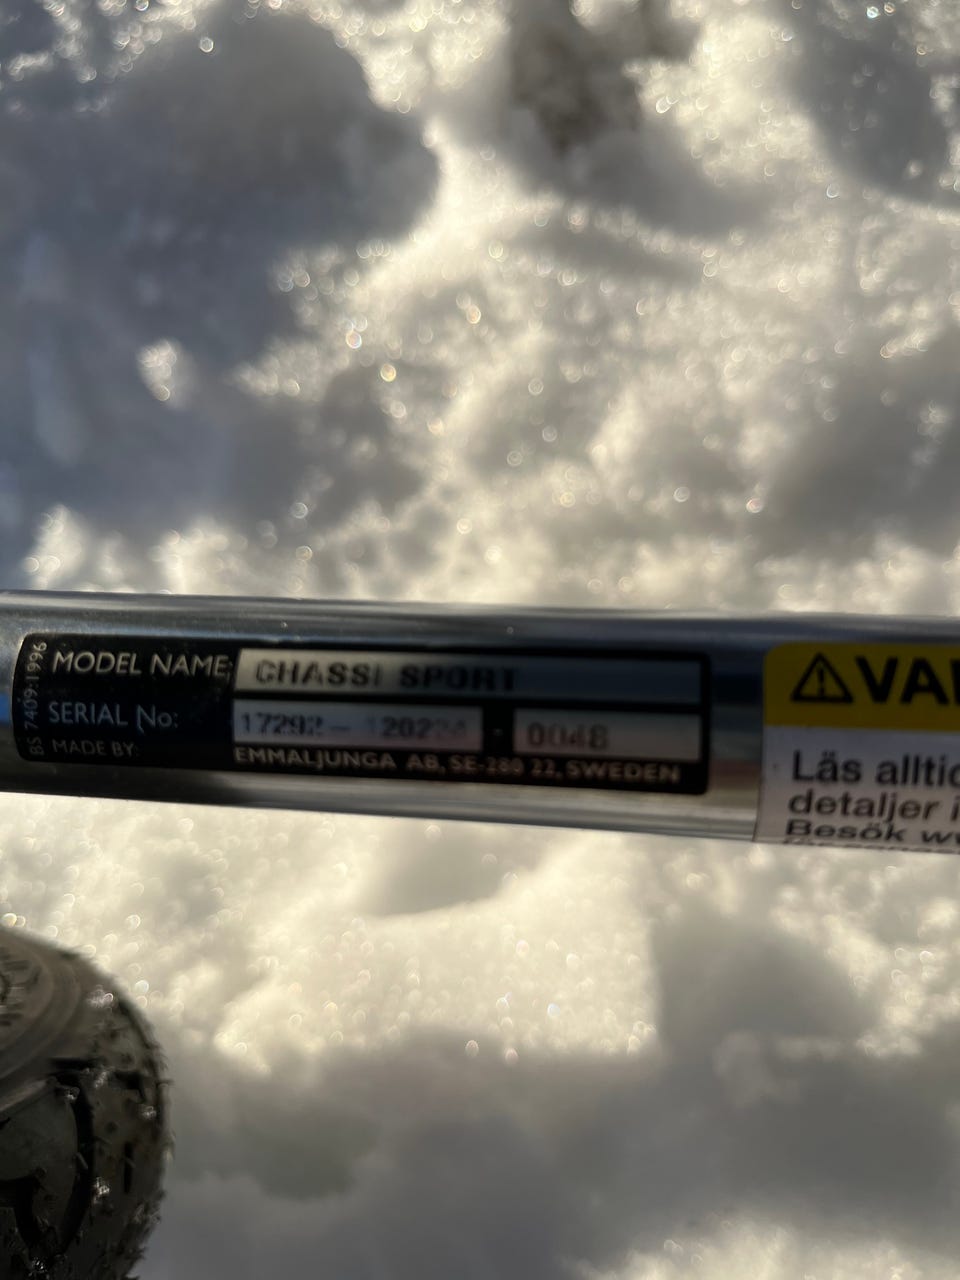 BS 7409:1996
MODEL NAME: CHASSI SPORT
SERIAL No: - 0048
MADE BY: EMMALJUNGA AB, SE-280 22, SWEDEN
Läs
detaljer i
Besök